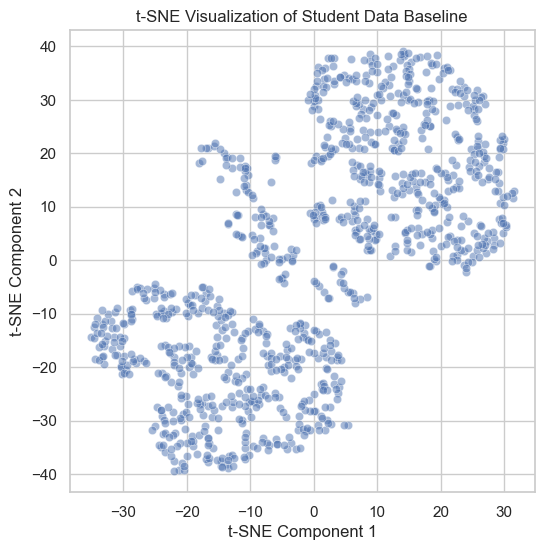 t-SNE Visualization of Student Data Baseline
40
30
20
10
0
−10
−20
−30
−40
t-SNE Component 2
−30 −20 −10 0 10 20 30
t-SNE Component 1